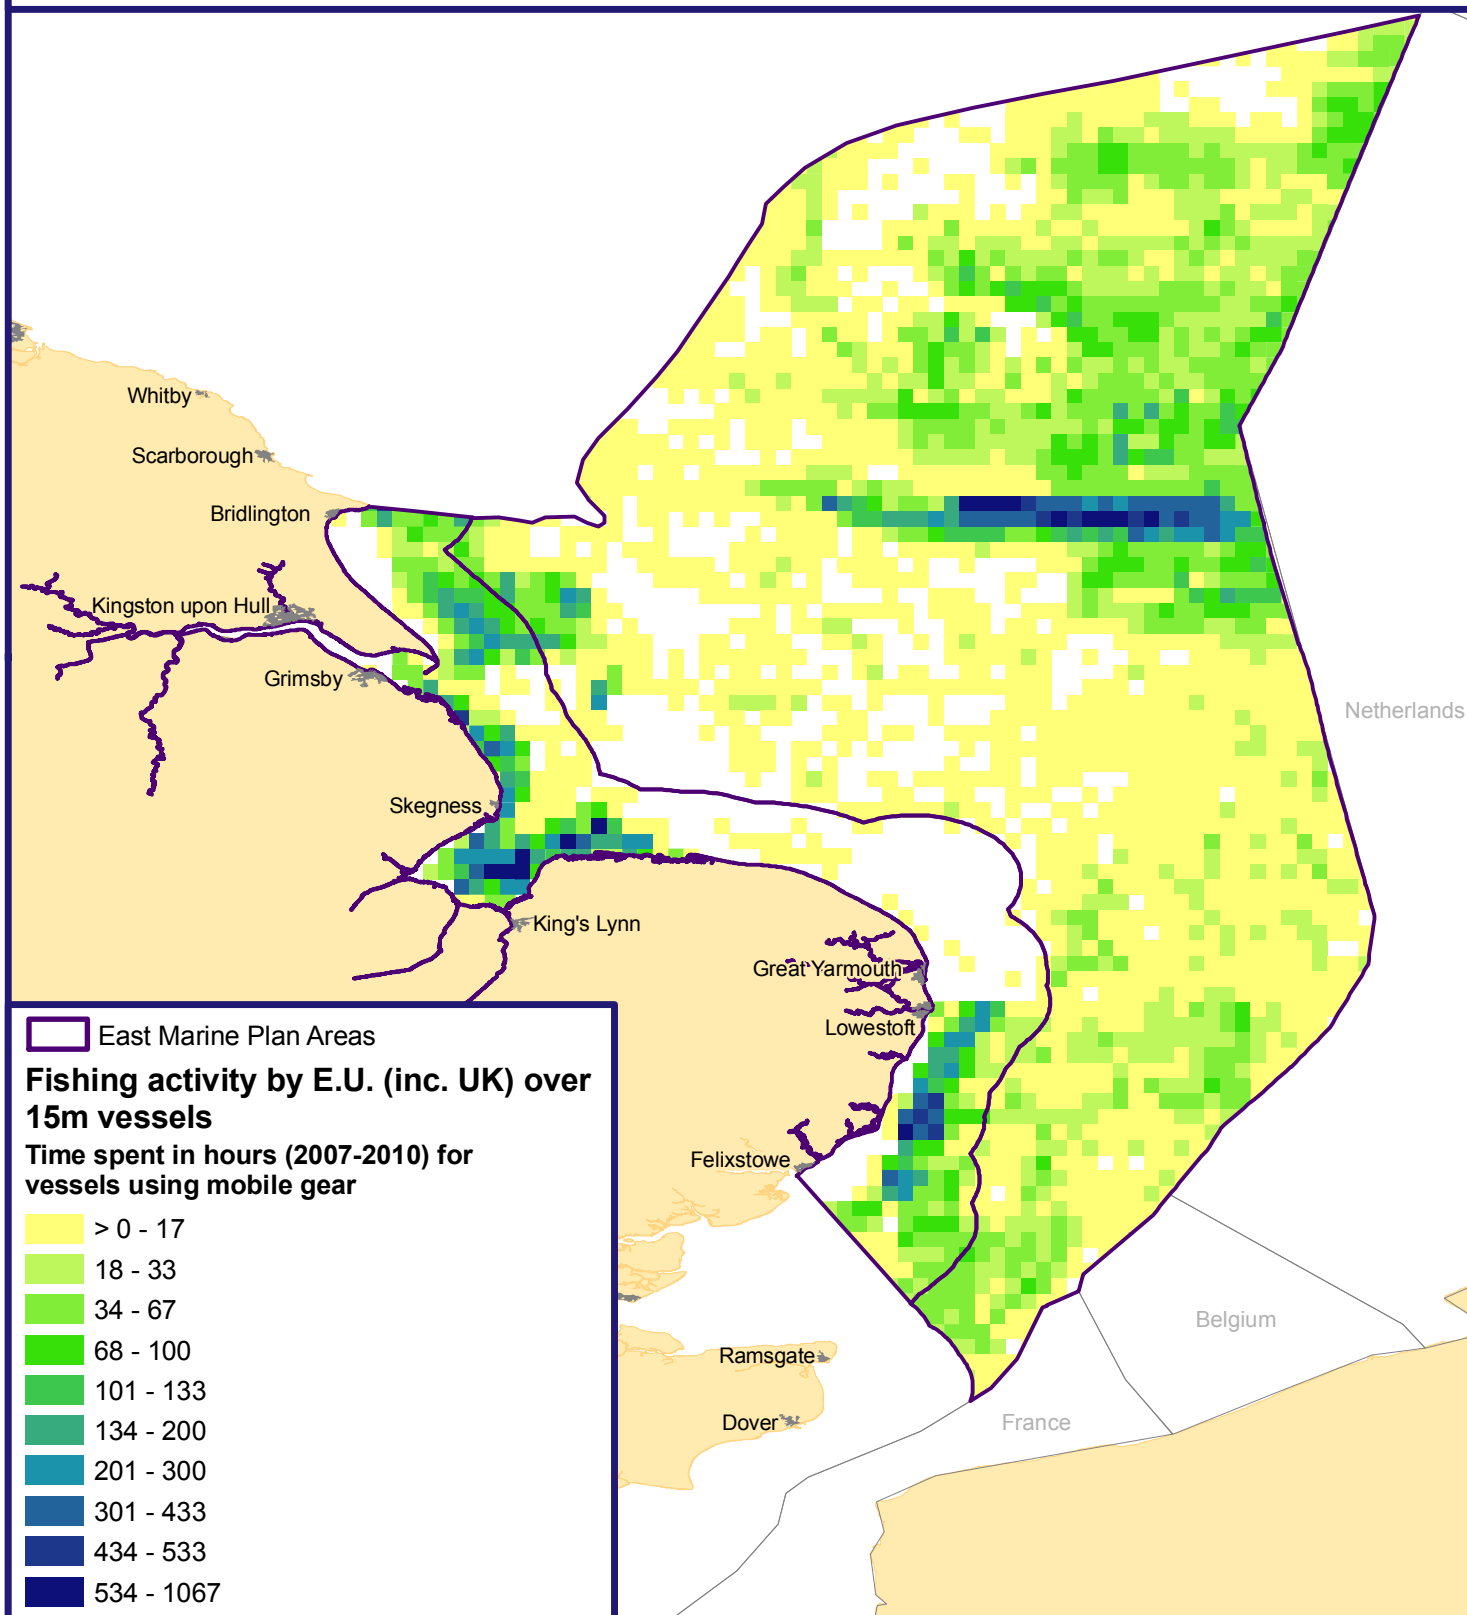 Whitby
Scarborough
Bridlington
Kingston upon Hull
Grimsby
Netherlands
Skegness
King's Lynn
Great Yarmouth
Lowestoft
East Marine Plan Areas
Fishing activity by E.U. (inc. UK) over
15m vessels
Time spent in hours (2007-2010) for
vessels using mobile gear
> 0 - 17
18 - 33
34 - 67
68 - 100
101 - 133
134 - 200
201 - 300
301 - 433
434 - 533
534 - 1067
Felixstowe
Belgium
Ramsgate
Dover
France